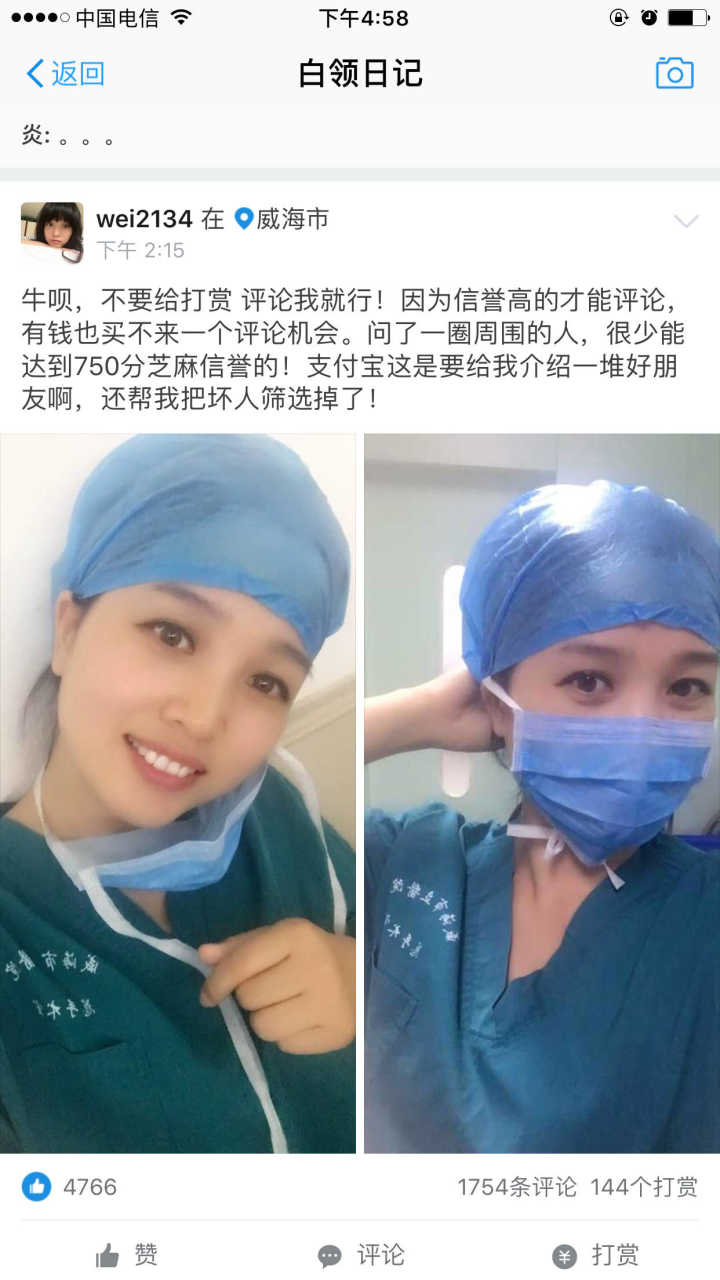 中国电信 下午4:58
返回 白领日记
炎: 。。。
wei2134 在 威海市
下午 2:15
牛呗，不要给打赏 评论我就行！因为信誉高的才能评论，
有钱也买不来一个评论机会。问了一圈周围的人，很少能
达到750分芝麻信誉的！支付宝这是要给我介绍一堆好朋
友啊，还帮我把坏人筛选掉了！
4766 1754条评论 144个打赏
赞 评论 打赏